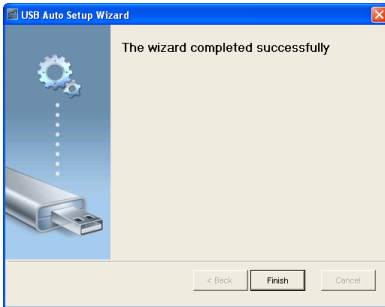 USB Auto Setup Wizard
The wizard completed successfully
< Back
Finish
Cancel